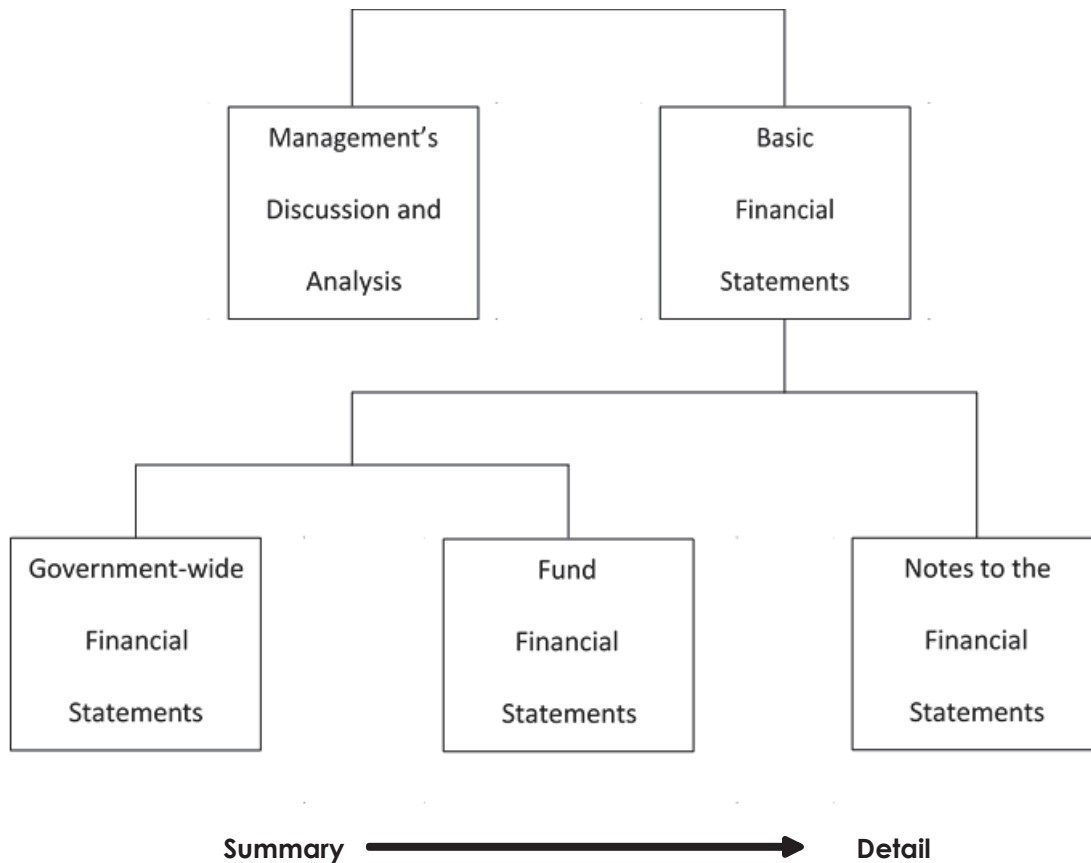 Management’s
Discussion and
Analysis
Basic
Financial
Statements
Government-wide
Financial
Statements
Fund
Financial
Statements
Notes to the
Financial
Statements
Summary
Detail